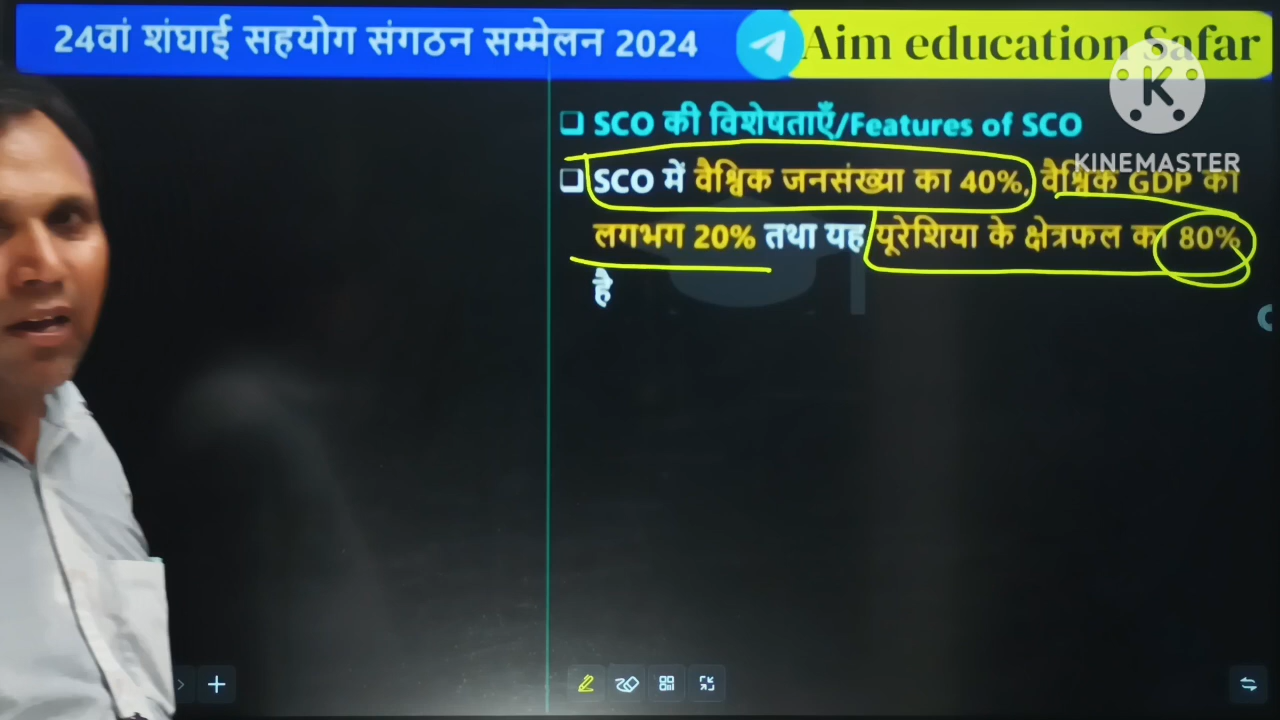 24वां शंघाई सहयोग संगठन सम्मेलन 2024
Aim education Safar
KINEMASTER
SCO की विशेषताएँ/Features of SCO
SCO में वैश्विक जनसंख्या का 40%, वैश्विक GDP का
लगभग 20% तथा यह यूरेशिया के क्षेत्रफल का 80%
है